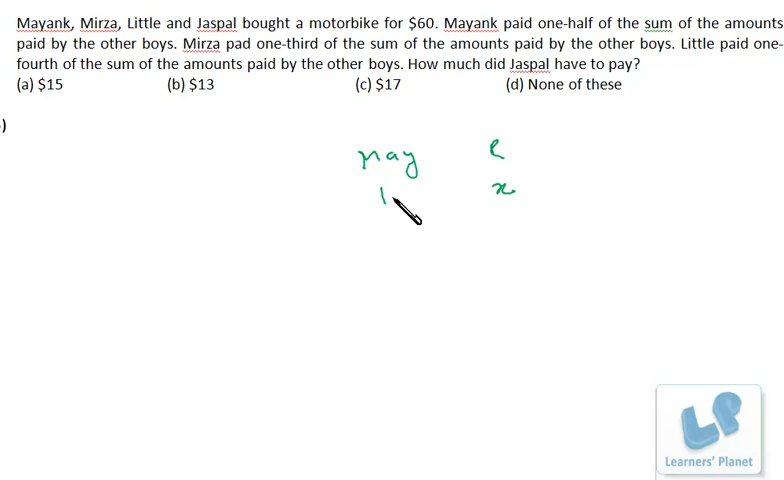 Mayank, Mirza, Little and Jaspal bought a motorbike for $60. Mayank paid one-half of the sum of the amounts
paid by the other boys. Mirza pad one-third of the sum of the amounts paid by the other boys. Little paid one-
fourth of the sum of the amounts paid by the other boys. How much did Jaspal have to pay?
(a) $15 (b) $13 (c) $17 (d) None of these
)
May
x
Learners' Planet